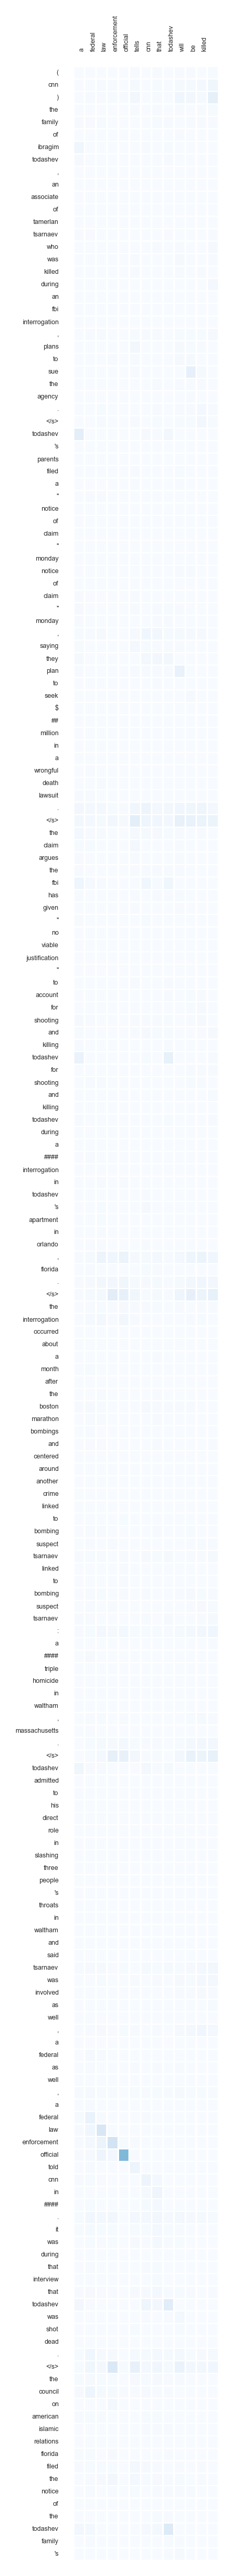 a federal law enforcement official tells cnn that todashev will be killed
(
cnn
)
the
family
of
ibragim
todashev
,
an
associate
of
tamerlan
tsarnaev
who
was
killed
during
an
fbi
interrogation
,
plans
to
sue
the
agency
.
</s>
todashev
's
parents
filed
a
"
notice
of
claim
"
monday
notice
of
claim
"
monday
,
saying
they
plan
to
seek
$
##
million
in
a
wrongful
death
lawsuit
.
</s>
the
claim
argues
the
fbi
has
given
"
no
viable
justification
"
to
account
for
shooting
and
killing
todashev
for
shooting
and
killing
todashev
during
a
####
interrogation
in
todashev
's
apartment
in
orlando
,
florida
.
</s>
the
interrogation
occurred
about
a
month
after
the
boston
marathon
bombings
and
centered
around
another
crime
linked
to
bombing
suspect
tsarnaev
linked
to
bombing
suspect
tsarnaev
:
a
####
triple
homicide
in
waltham
,
massachusetts
.
</s>
todashev
admitted
to
his
direct
role
in
slashing
three
people
's
throats
in
waltham
and
said
tsarnaev
was
involved
as
well
,
a
federal
as
well
,
a
federal
law
enforcement
official
told
cnn
in
####
.
it
was
during
that
interview
that
todashev
was
shot
dead
.
</s>
the
council
on
american
islamic
relations
florida
filed
the
notice
of
the
todashev
family
's